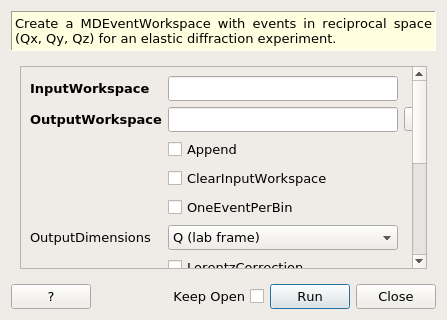 Create a MDEventWorkspace with events in reciprocal space
(Qx, Qy, Qz) for an elastic diffraction experiment.
InputWorkspace
OutputWorkspace
Append
ClearInputWorkspace
OneEventPerBin
OutputDimensions Q (lab frame)
LorentzCorrection
? Keep Open Run Close